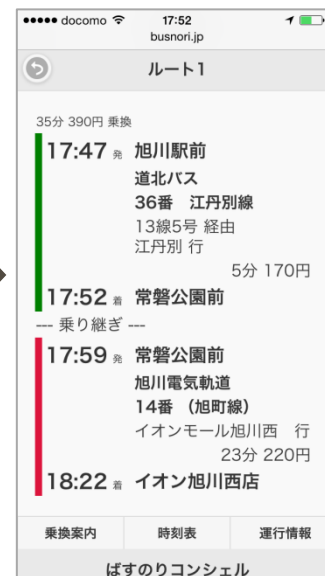 docomo 17:52
busnori.jp
ルート1
35分 390円 乗換
17:47 発 旭川駅前
道北バス
36番 江丹別線
13線5号 経由
江丹別 行
5分 170円
17:52 着 常磐公園前
--- 乗り継ぎ ---
17:59 発 常磐公園前
旭川電気軌道
14番 （旭町線）
イオンモール旭川西 行
23分 220円
18:22 着 イオン旭川西店
乗換案内 時刻表 運行情報
ばすのりコンシェル